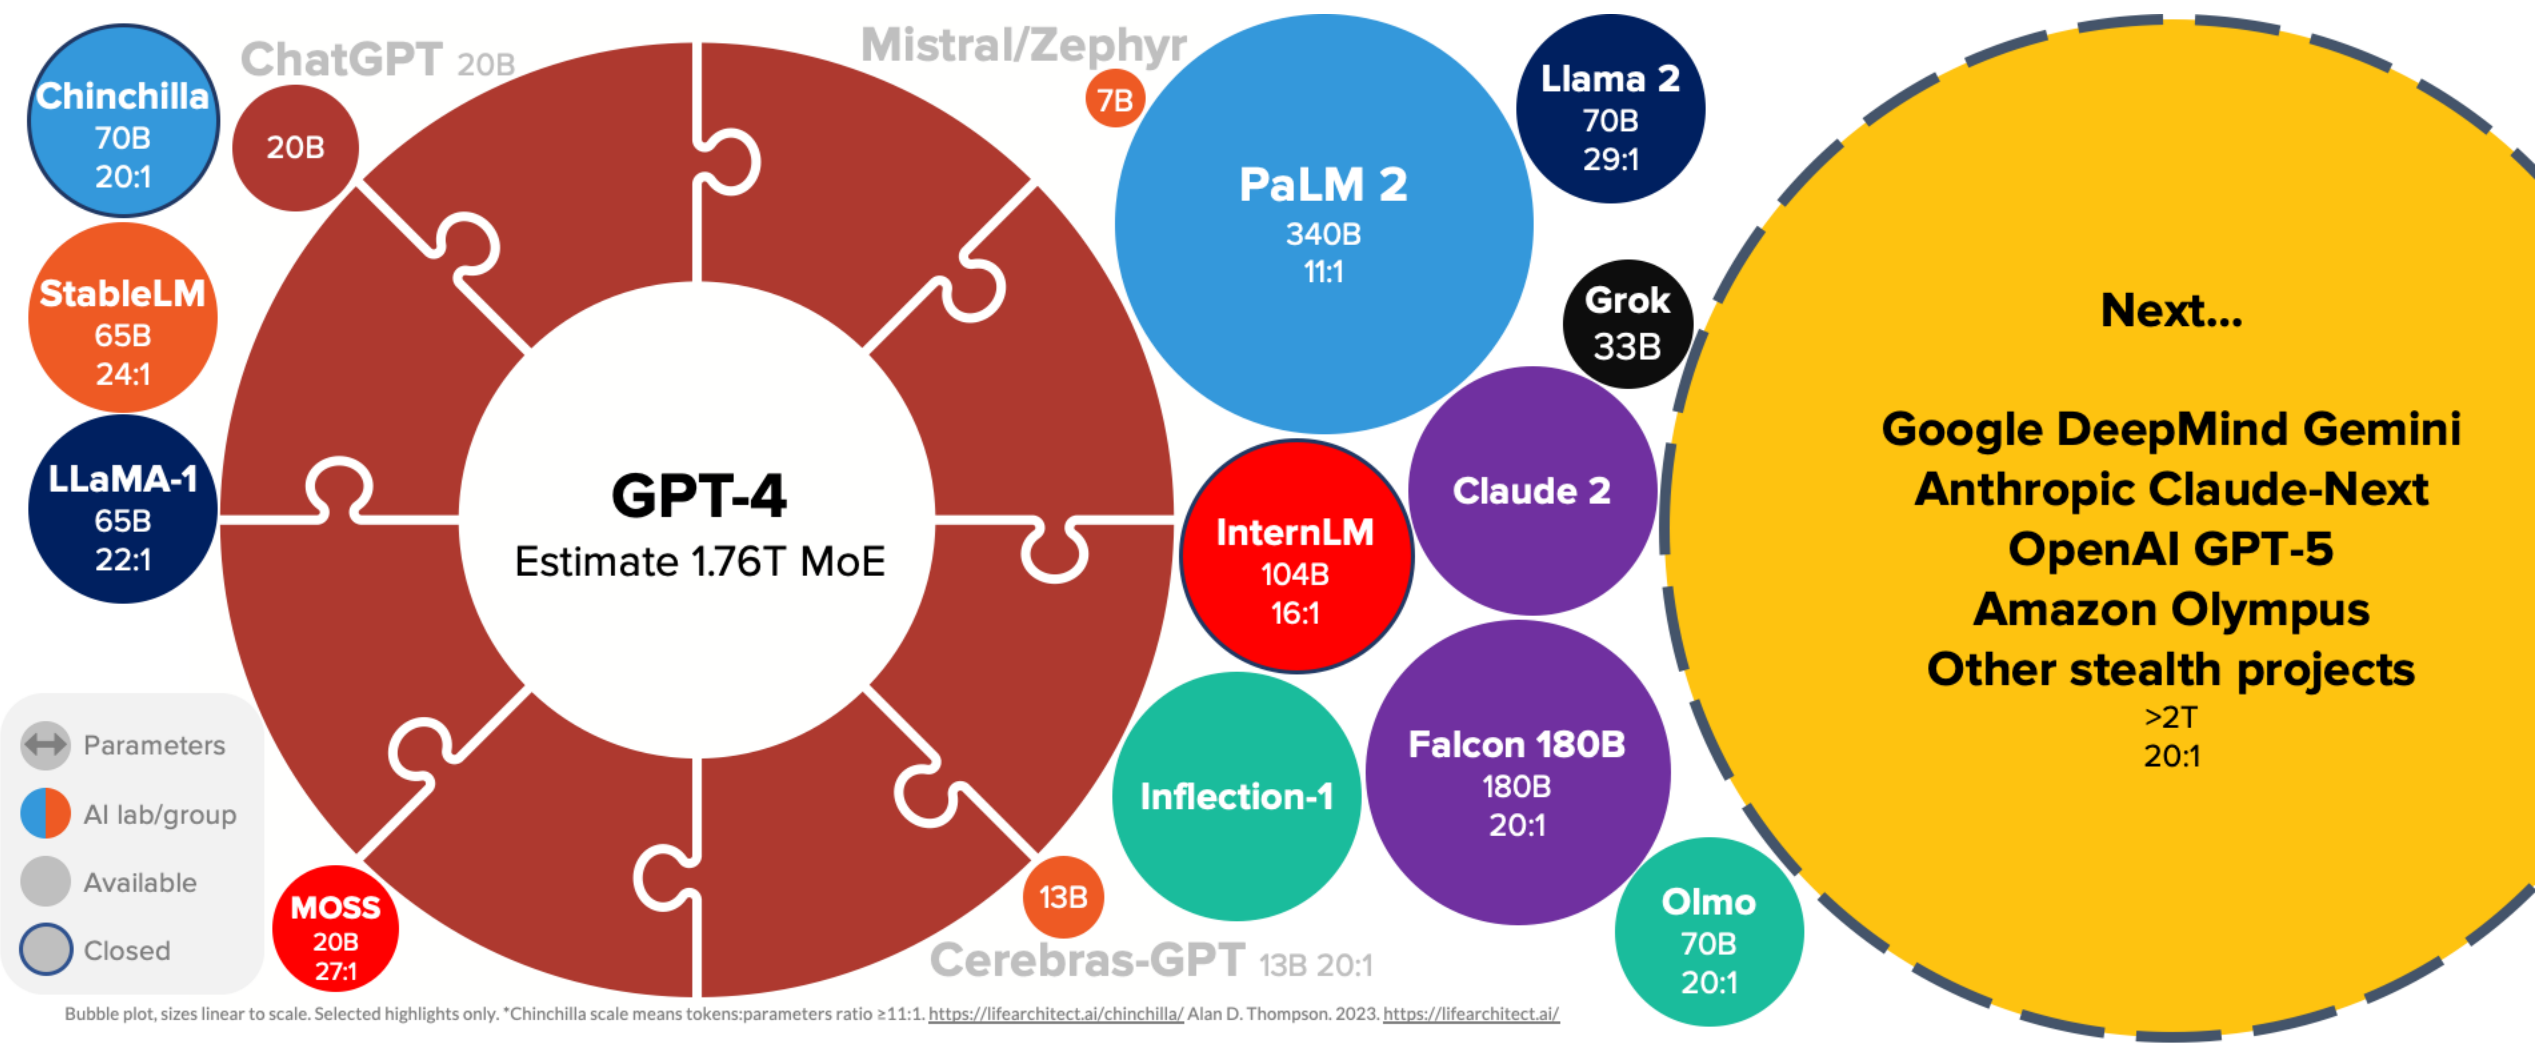 Chinchilla
70B
20:1
ChatGPT 20B
20B
StableLM
65B
24:1
LLaMA-1
65B
22:1
GPT-4
Estimate 1.76T MoE
Mistral/Zephyr
7B
PaLM 2
340B
11:1
Llama 2
70B
29:1
Grok
33B
Claude 2
InternLM
104B
16:1
Inflection-1
Falcon 180B
180B
20:1
Olmo
70B
20:1
13B
Cerebras-GPT 13B 20:1
MOSS
20B
27:1
Next...
Google DeepMind Gemini
Anthropic Claude-Next
OpenAI GPT-5
Amazon Olympus
Other stealth projects
>2T
20:1
Parameters
AI lab/group
Available
Closed
Bubble plot, sizes linear to scale. Selected highlights only. *Chinchilla scale means tokens:parameters ratio ≥11:1. https://lifearchitect.ai/chinchilla/ Alan D. Thompson. 2023. https://lifearchitect.ai/